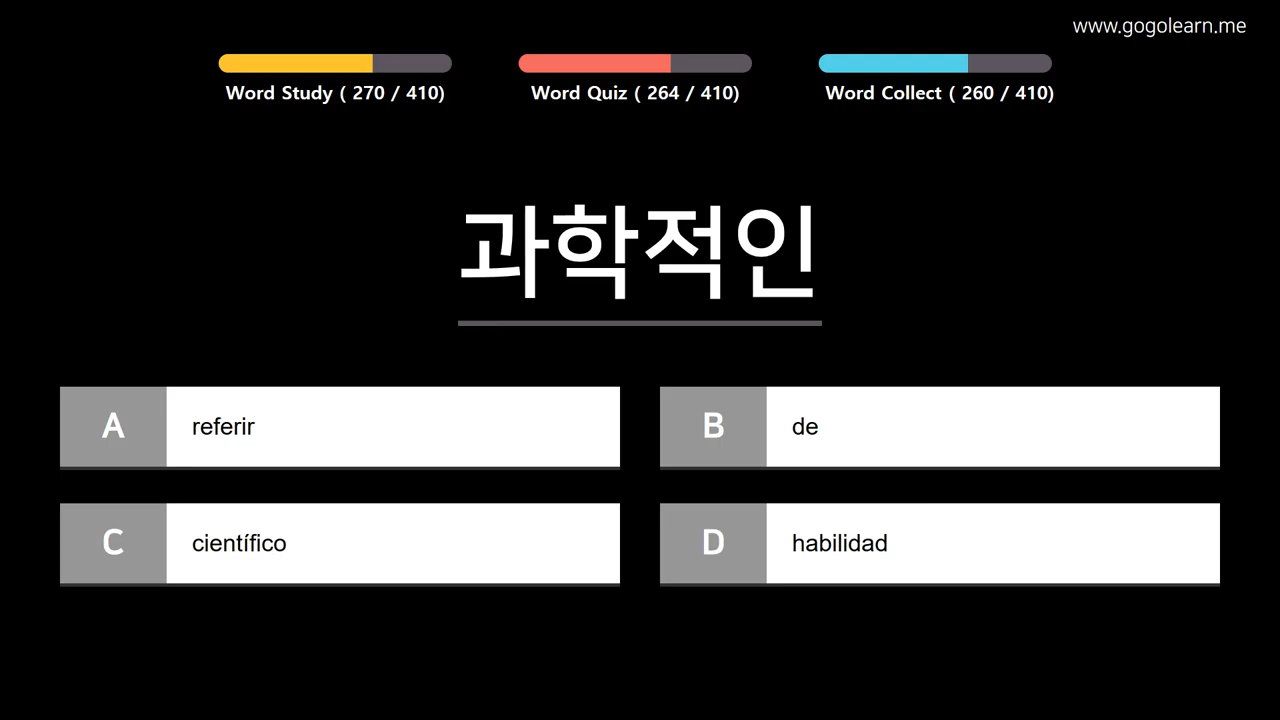 www.gogolearn.me
Word Study ( 270 / 410)
Word Quiz ( 264 / 410)
Word Collect ( 260 / 410)
과학적인
A referir
B de
C científico
D habilidad